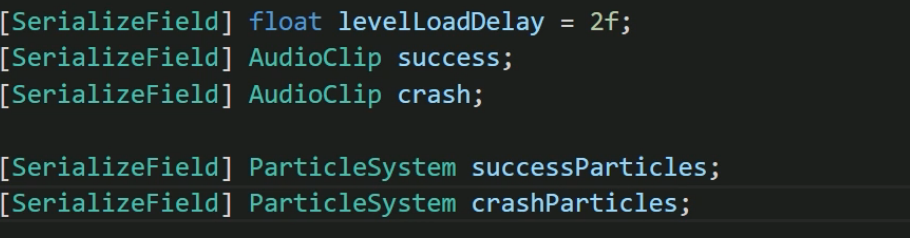 [SerializeField] float levelLoadDelay = 2f;
[SerializeField] AudioClip success;
[SerializeField] AudioClip crash;
[SerializeField] ParticleSystem successParticles;
[SerializeField] ParticleSystem crashParticles;